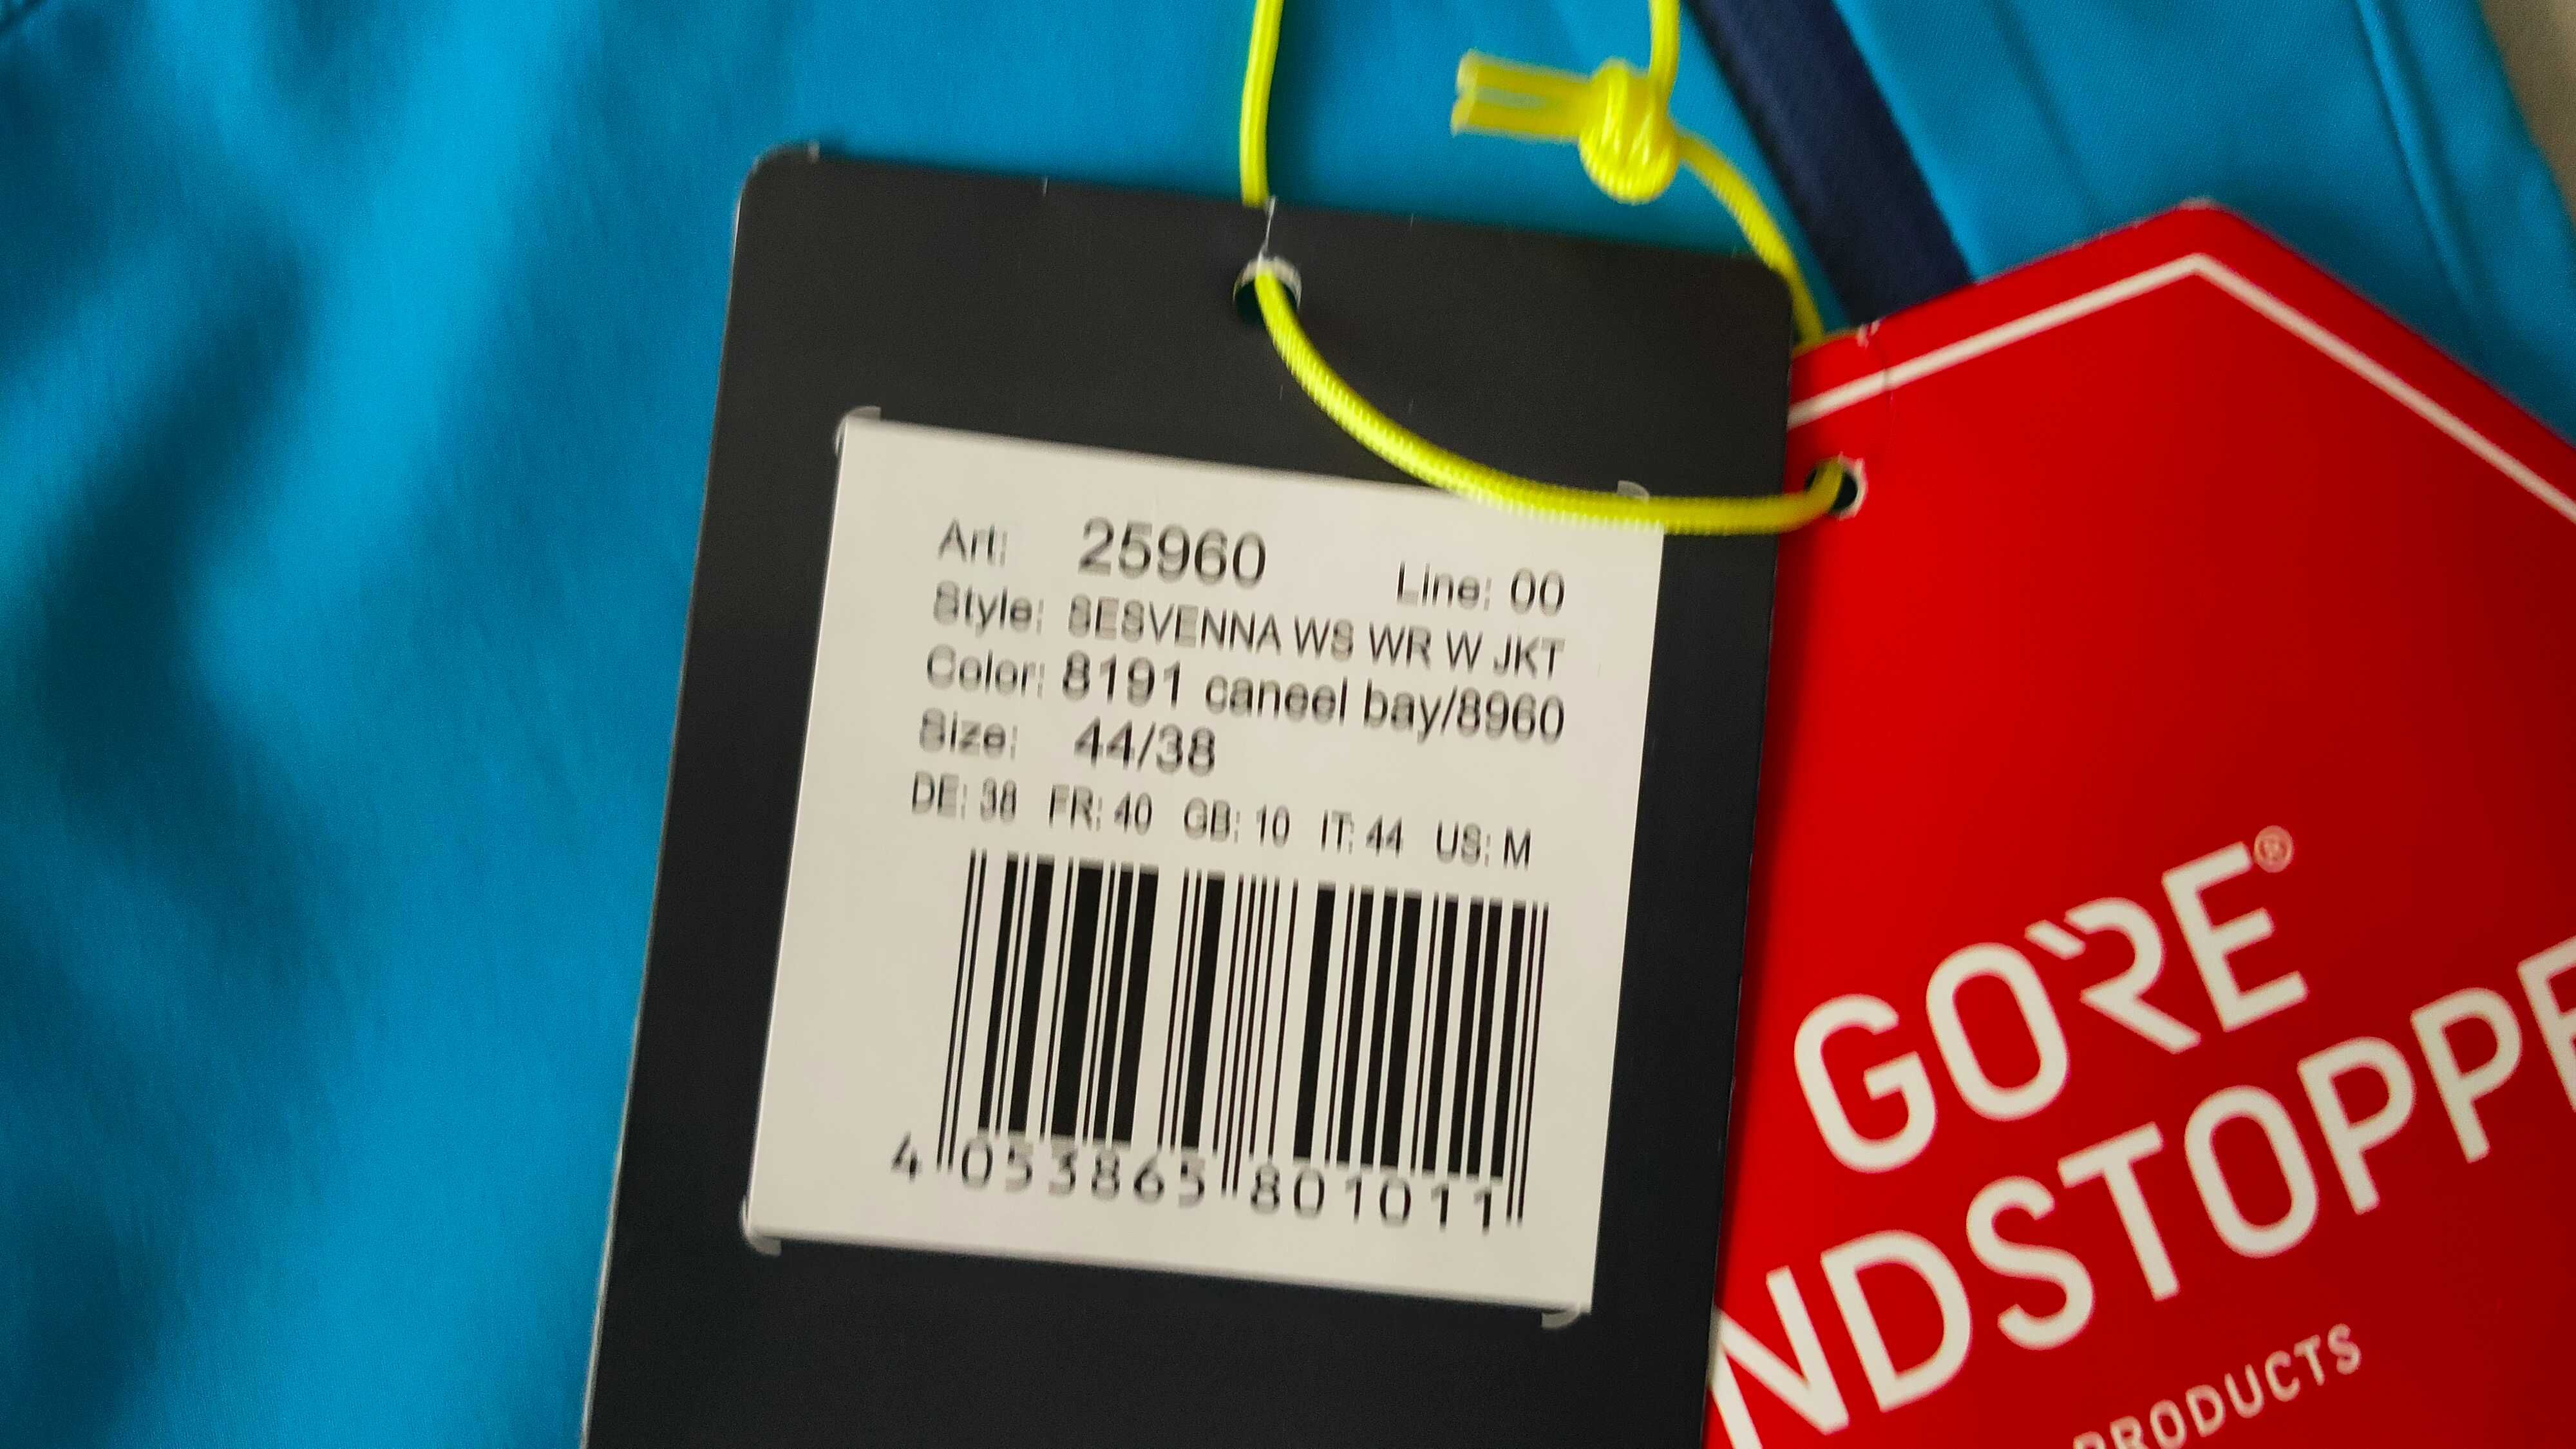 Art: 25960 Line: 00
Style: SESVENNA WS WR W JKT
Color: 8191 caneel bay/8960
Size: 44/38
DE: 38 FR: 40 GB: 10 IT: 44 US: M
4 053865 801011
GORE®
NDSTOPPE
PRODUCTS